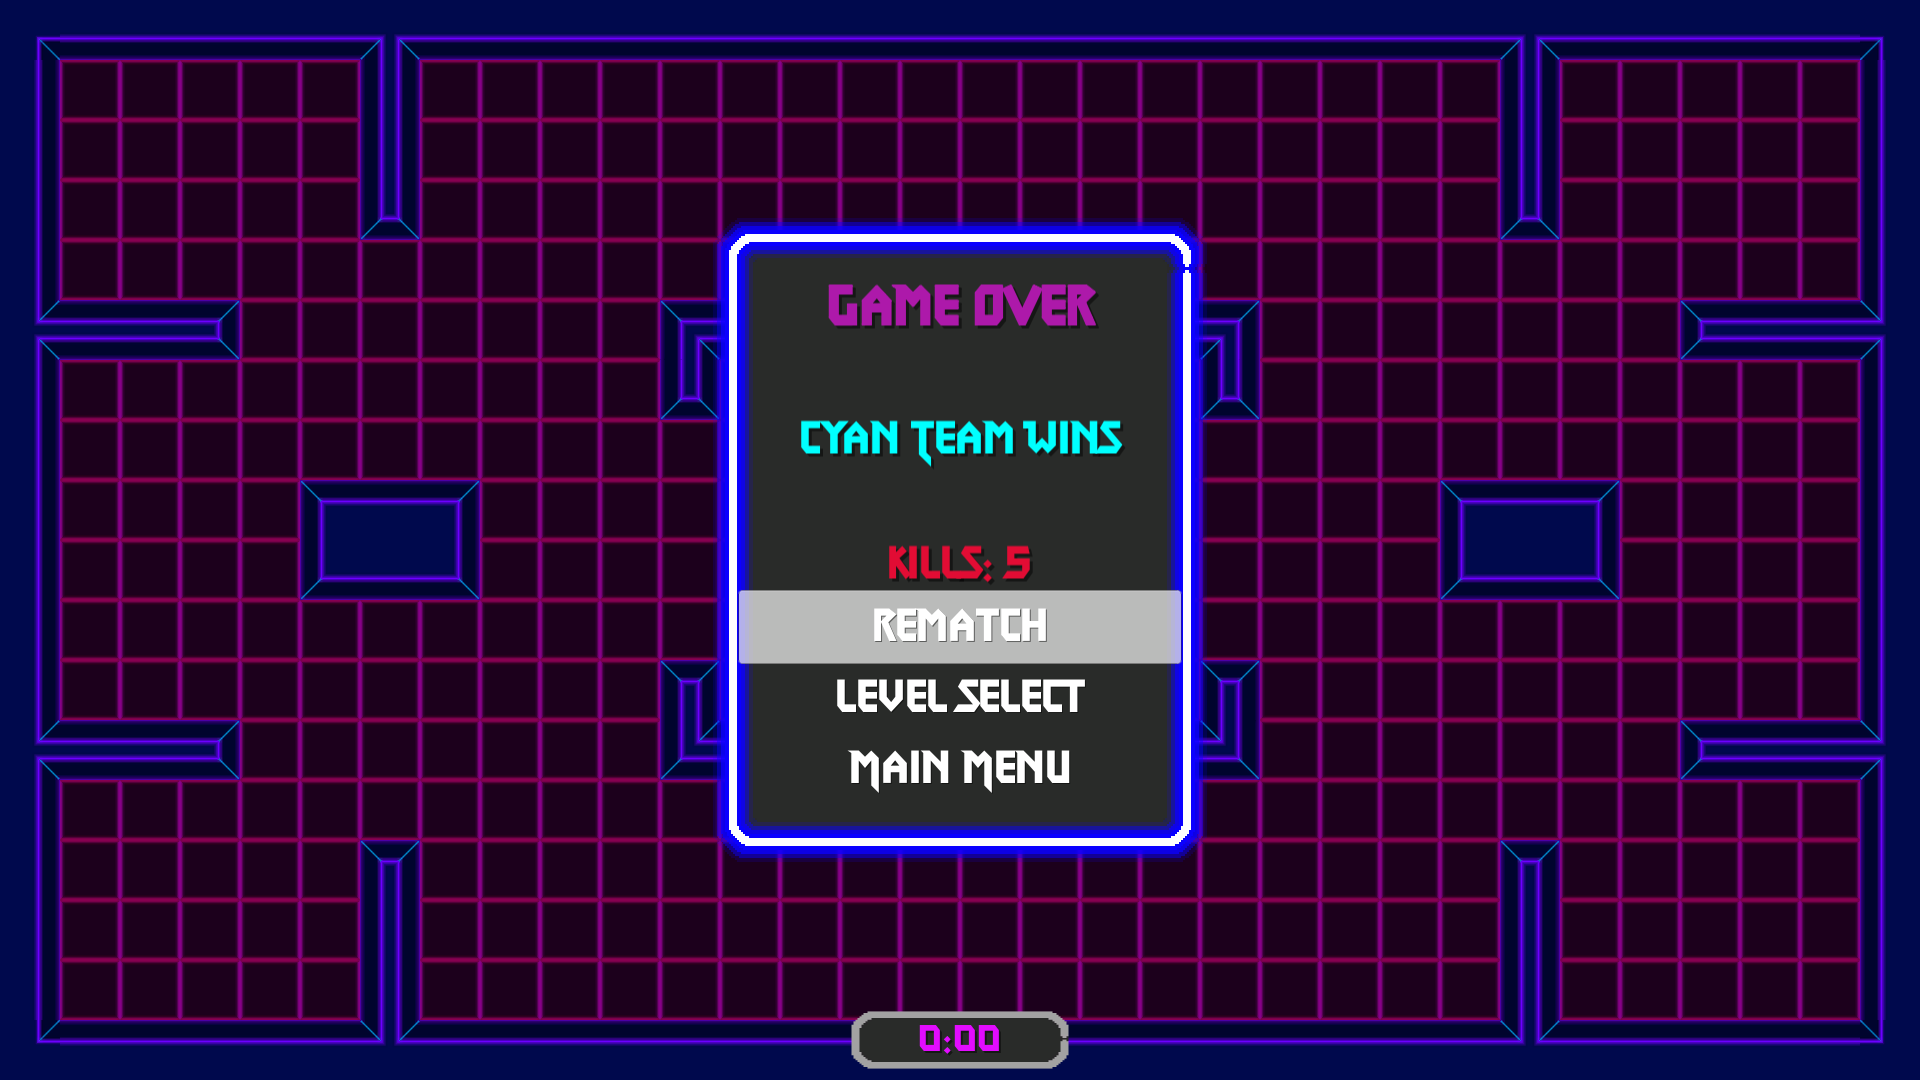 GAME OVER
CYAN TEAM WINS
KILLS: 5
REMATCH
LEVEL SELECT
MAIN MENU
0:00